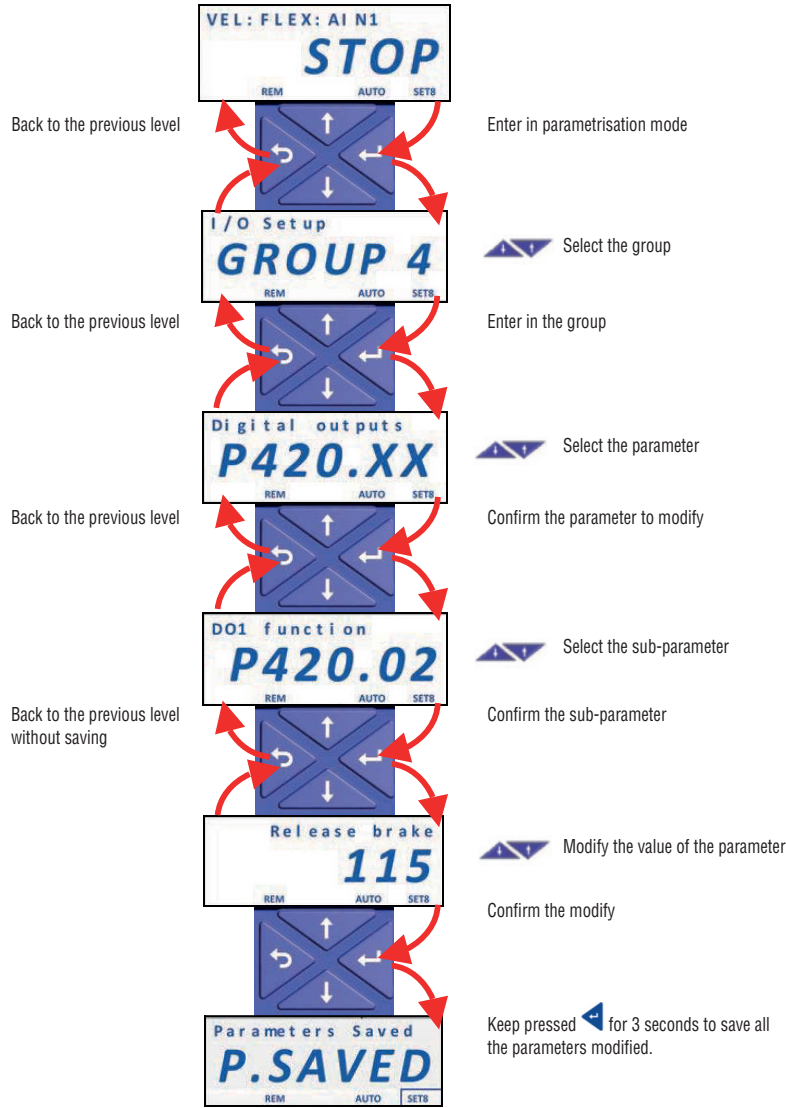 VEL: FLEX: AIN1
STOP
REM AUTO SET8
Back to the previous level
Enter in parametrisation mode
I/O Setup
GROUP 4
REM AUTO SET8
Select the group
Back to the previous level
Enter in the group
Digital outputs
P420.XX
REM AUTO SET8
Select the parameter
Back to the previous level
Confirm the parameter to modify
DO1 function
P420.02
REM AUTO SET8
Select the sub-parameter
Back to the previous level
without saving
Confirm the sub-parameter
Release brake
115
REM AUTO SET8
Modify the value of the parameter
Confirm the modify
Parameters Saved
P.SAVED
REM AUTO SET8
Keep pressed for 3 seconds to save all
the parameters modified.